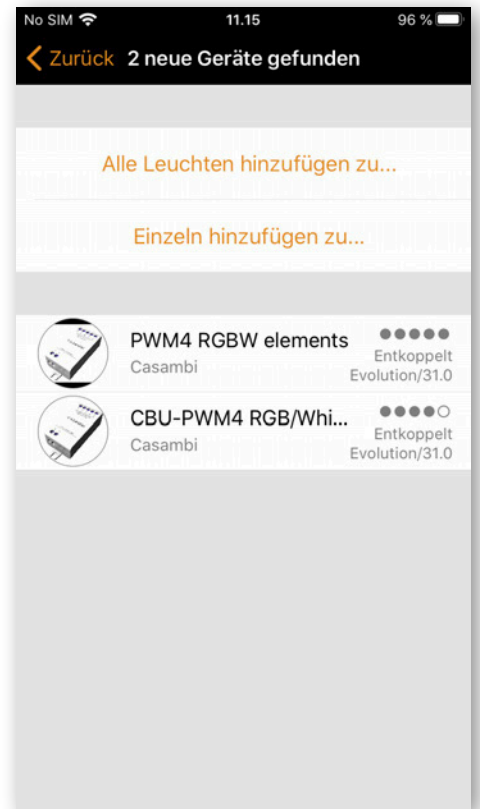 No SIM 11.15 96 %
Zurück 2 neue Geräte gefunden
Alle Leuchten hinzufügen zu...
Einzeln hinzufügen zu...
PWM4 RGBW elements
Casambi
Entkoppelt
Evolution/31.0
CBU-PWM4 RGB/Whi...
Casambi
Entkoppelt
Evolution/31.0